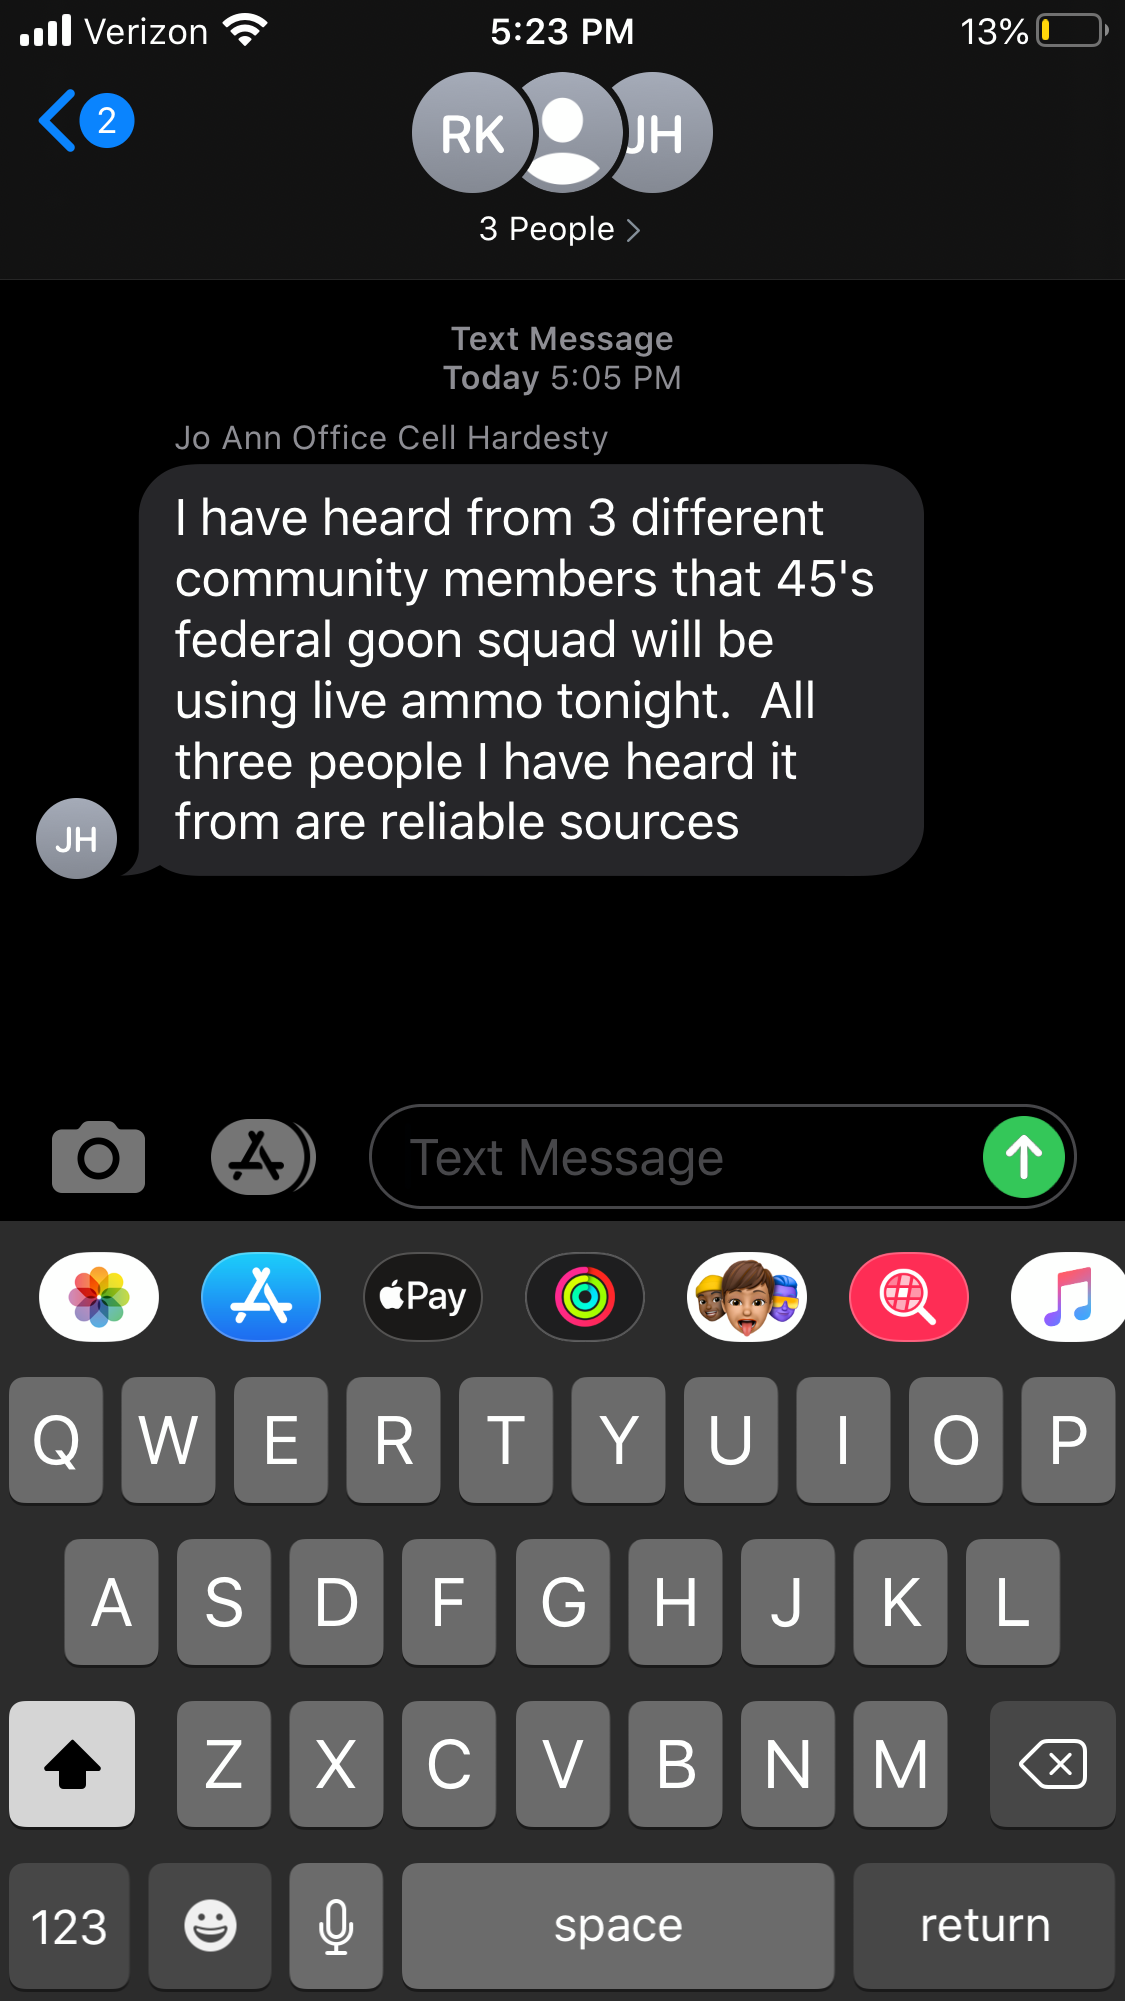 Verizon 5:23 PM 13%
2
RK JH
3 People
Text Message
Today 5:05 PM
Jo Ann Office Cell Hardesty
I have heard from 3 different
community members that 45's
federal goon squad will be
using live ammo tonight.  All
three people I have heard it
from are reliable sources
JH
Text Message
Pay
Q W E R T Y U I O P
A S D F G H J K L
Z X C V B N M
123 space return